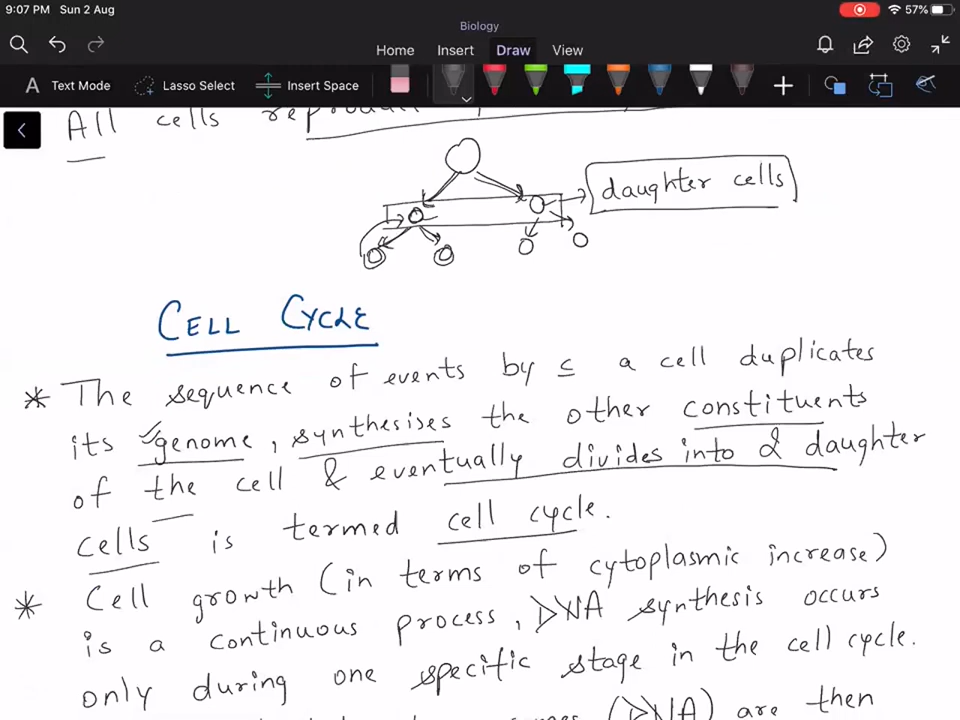 9:07 PM Sun 2 Aug
57%
Biology
Home Insert Draw View
Text Mode Lasso Select Insert Space
All cells
daughter cells
CELL CYCLE
* The sequence of events by c̲ a cell duplicates
its genome, synthesises the other constituents
of the cell & eventually divides into 2 daughter
cells is termed cell cycle.
* Cell growth (in terms of cytoplasmic increase)
is a continuous process, DNA synthesis occurs
only during one specific stage in the cell cycle.
(DNA) are then